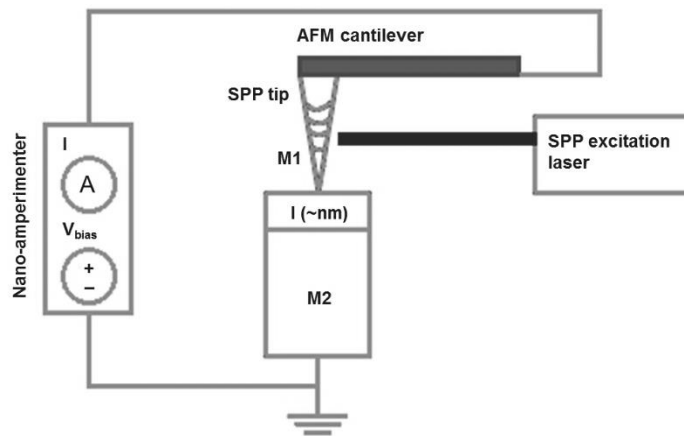 AFM cantilever
SPP tip
M1
SPP excitation
laser
Nano-amperimenter
I
A
V_bias
+
−
I (~nm)
M2